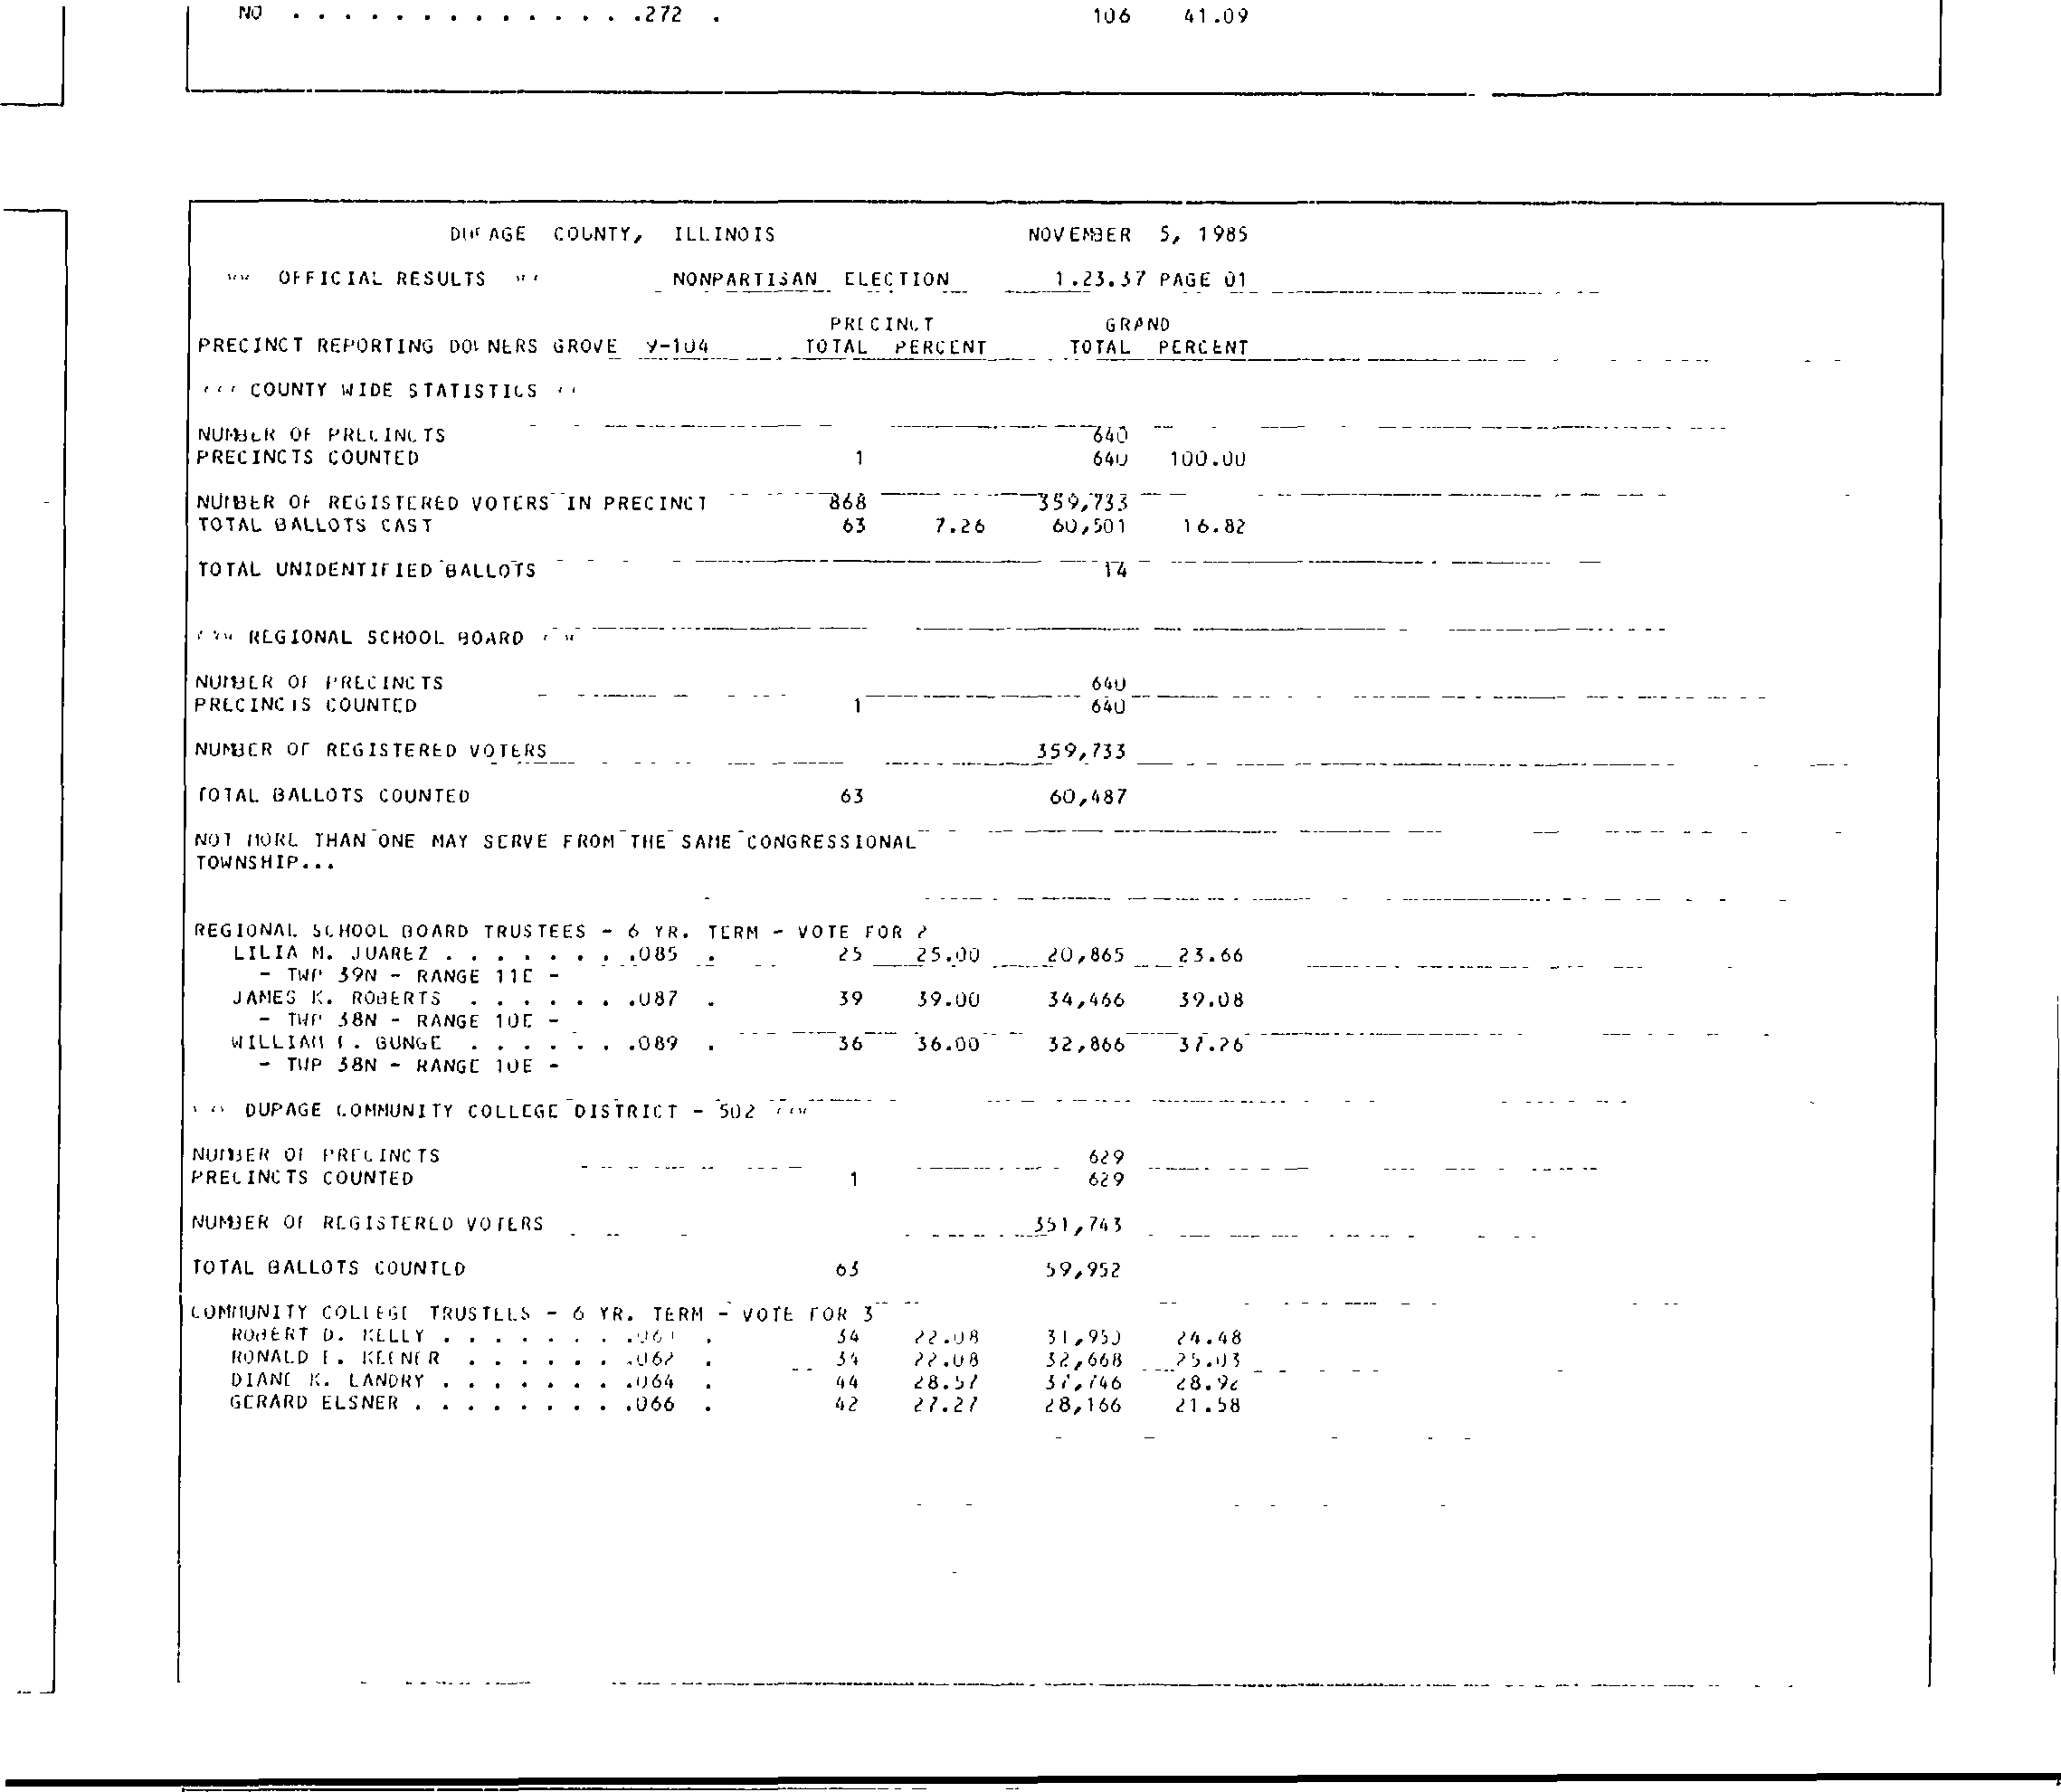 NO . . . . . . . . . . . . . .272 . 106 41.09
DUPAGE COUNTY, ILLINOIS NOVEMBER 5, 1985
OFFICIAL RESULTS NONPARTISAN ELECTION 1.23.37 PAGE 01
PRECINCT GRAND
PRECINCT REPORTING DOWNERS GROVE 9-104 TOTAL PERCENT TOTAL PERCENT
COUNTY WIDE STATISTICS
NUMBER OF PRECINCTS 640
PRECINCTS COUNTED 1 640 100.00
NUMBER OF REGISTERED VOTERS IN PRECINCT 868 359,733
TOTAL BALLOTS CAST 63 7.26 60,501 16.82
TOTAL UNIDENTIFIED BALLOTS 14
REGIONAL SCHOOL BOARD
NUMBER OF PRECINCTS 640
PRECINCTS COUNTED 1 640
NUMBER OF REGISTERED VOTERS 359,733
TOTAL BALLOTS COUNTED 63 60,487
NOT MORE THAN ONE MAY SERVE FROM THE SAME CONGRESSIONAL
TOWNSHIP...
REGIONAL SCHOOL BOARD TRUSTEES - 6 YR. TERM - VOTE FOR 2
LILIA M. JUAREZ . . . . . . . .085 . 25 25.00 20,865 23.66
- TWP 39N - RANGE 11E -
JAMES K. ROBERTS . . . . . . .087 . 39 39.00 34,466 39.08
- TWP 38N - RANGE 10E -
WILLIAM BUNGE . . . . . . .089 . 36 36.00 32,866 37.26
- TWP 38N - RANGE 10E -
DUPAGE COMMUNITY COLLEGE DISTRICT - 502
NUMBER OF PRECINCTS 629
PRECINCTS COUNTED 1 629
NUMBER OF REGISTERED VOTERS 351,743
TOTAL BALLOTS COUNTED 63 59,952
COMMUNITY COLLEGE TRUSTEES - 6 YR. TERM - VOTE FOR 3
ROBERT D. KELLY . . . . . . . . . 34 22.08 31,950 24.48
RONALD KEENER . . . . . . .062 . 34 22.08 32,668 25.03
DIANE K. LANDRY . . . . . . . .064 . 44 28.57 37,746 28.92
GERARD ELSNER . . . . . . . . .066 . 42 27.27 28,166 21.58